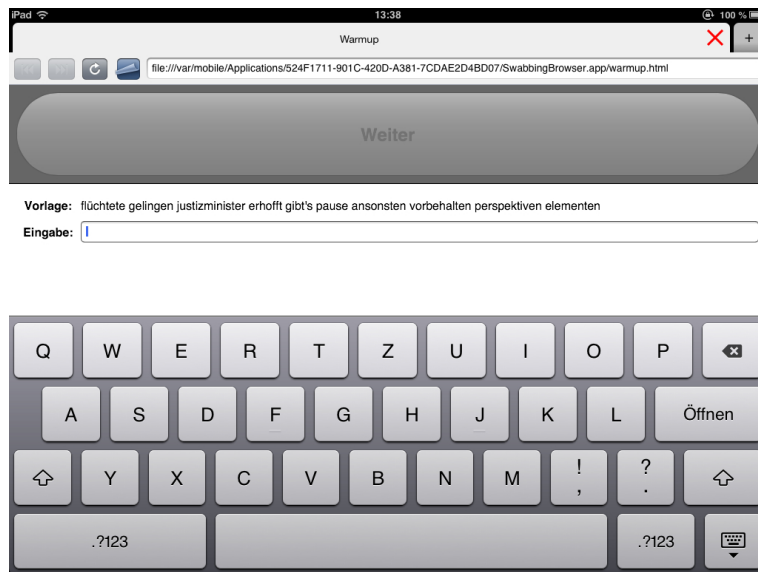 iPad 13:38 100 %
Warmup
+
file:///var/mobile/Applications/524F1711-901C-420D-A381-7CDAE2D4BD07/SwabbingBrowser.app/warmup.html
Weiter
Vorlage: flüchtete gelingen justizminister erhofft gibt's pause ansonsten vorbehalten perspektiven elementen
Eingabe:
Q W E R T Z U I O P
A S D F G H J K L Öffnen
Y X C V B N M ! , ? .
.?123 .?123